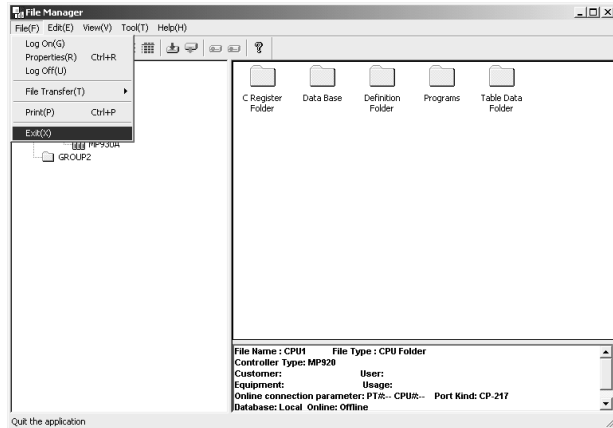 File Manager
File(F) Edit(E) View(V) Tool(T) Help(H)
Log On(G)
Properties(R) Ctrl+R
Log Off(U)
File Transfer(T)
Print(P) Ctrl+P
Exit(X)
MP930A
GROUP2
C Register Folder
Data Base
Definition Folder
Programs
Table Data Folder
File Name : CPU1 File Type : CPU Folder
Controller Type: MP920
Customer: User:
Equipment: Usage:
Online connection parameter: PT#:-- CPU#:-- Port Kind: CP-217
Database: Local Online: Offline
Quit the application